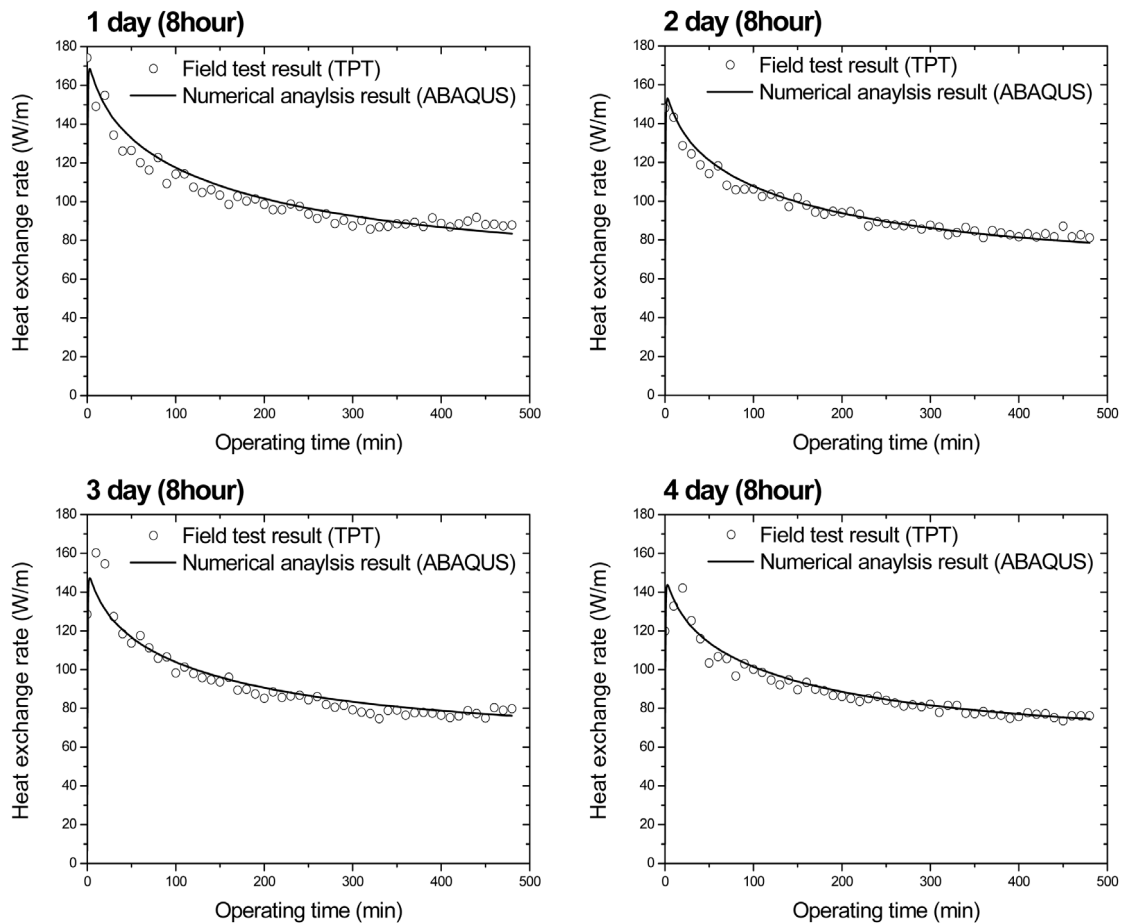 1 day (8hour)
Field test result (TPT)
Numerical anaylsis result (ABAQUS)
Heat exchange rate (W/m)
180
160
140
120
100
80
60
40
20
0
0 100 200 300 400 500
Operating time (min)
2 day (8hour)
Field test result (TPT)
Numerical anaylsis result (ABAQUS)
Heat exchange rate (W/m)
180
160
140
120
100
80
60
40
20
0
0 100 200 300 400 500
Operating time (min)
3 day (8hour)
Field test result (TPT)
Numerical anaylsis result (ABAQUS)
Heat exchange rate (W/m)
180
160
140
120
100
80
60
40
20
0
0 100 200 300 400 500
Operating time (min)
4 day (8hour)
Field test result (TPT)
Numerical anaylsis result (ABAQUS)
Heat exchange rate (W/m)
180
160
140
120
100
80
60
40
20
0
0 100 200 300 400 500
Operating time (min)